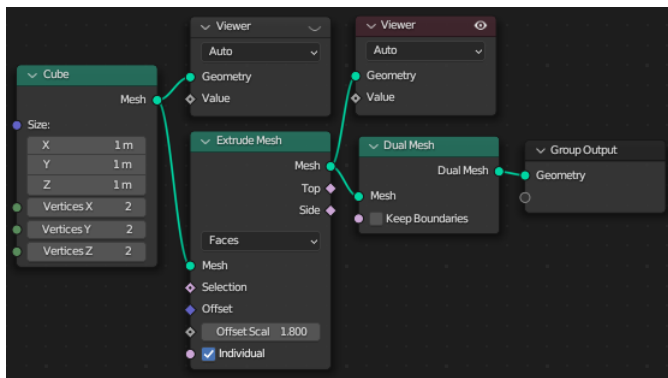 Cube
Mesh
Size:
X 1 m
Y 1 m
Z 1 m
Vertices X 2
Vertices Y 2
Vertices Z 2
Viewer
Auto
Geometry
Value
Extrude Mesh
Mesh
Top
Side
Faces
Mesh
Selection
Offset
Offset Scal 1.800
Individual
Viewer
Auto
Geometry
Value
Dual Mesh
Dual Mesh
Mesh
Keep Boundaries
Group Output
Geometry